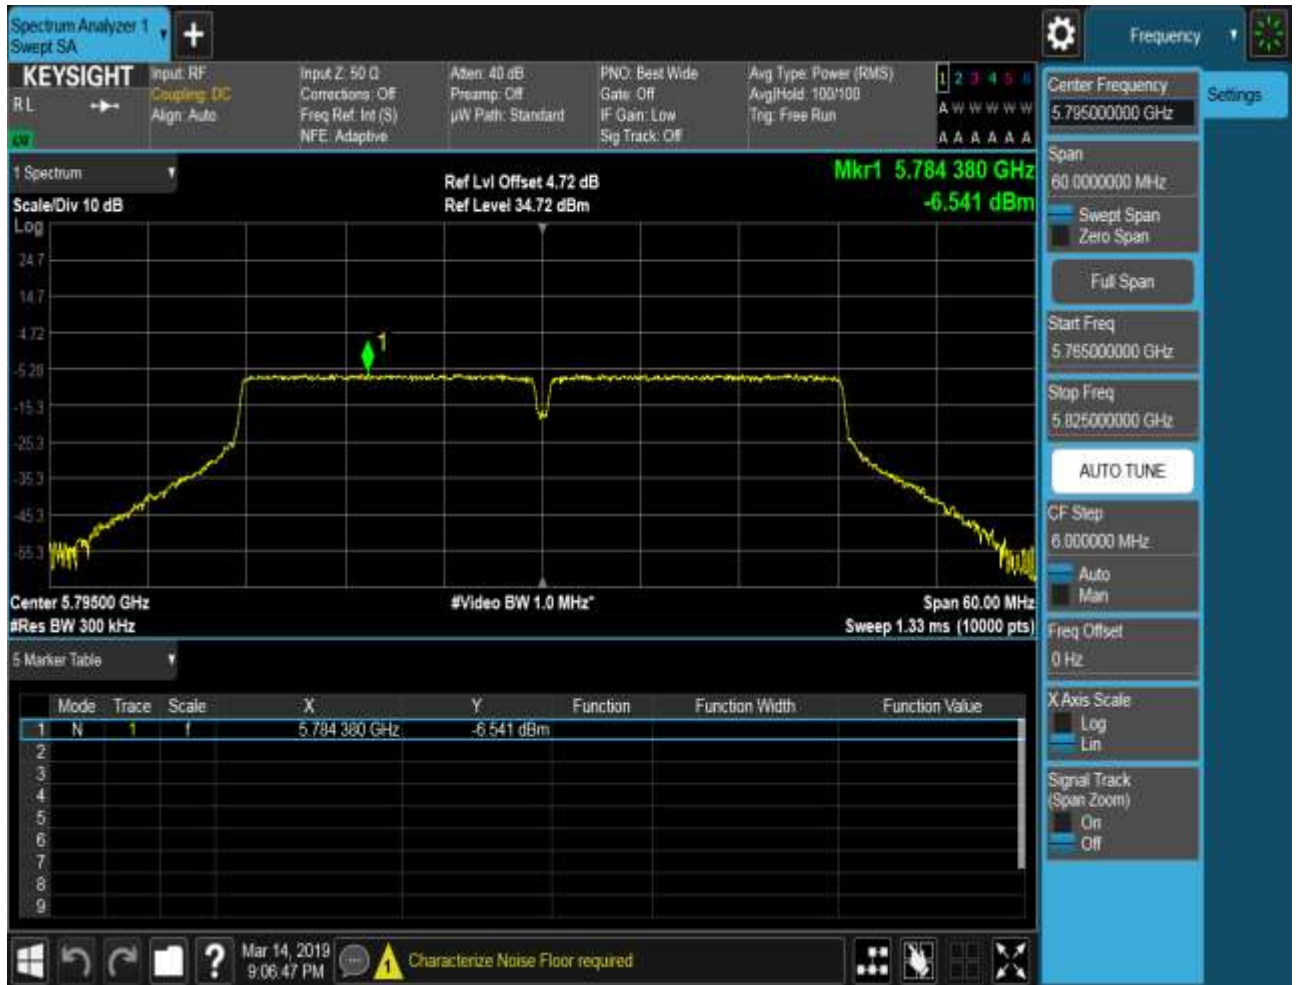 Spectrum Analyzer 1
Swept SA
Frequency
KEYSIGHT
RL
Input: RF
Coupling: DC
Align: Auto
Input Z: 50 Ω
Corrections: Off
Freq Ref: Int (S)
NFE: Adaptive
Atten: 40 dB
Preamp: Off
µW Path: Standard
PNO: Best Wide
Gate: Off
IF Gain: Low
Sig Track: Off
Avg Type: Power (RMS)
Avg|Hold: 100/100
Trig: Free Run
1 2 3 4 5 6
A W W W W W
A A A A A A
1 Spectrum
Scale/Div 10 dB
Ref Lvl Offset 4.72 dB
Ref Level 34.72 dBm
Mkr1 5.784 380 GHz
-6.541 dBm
Log
24.7
14.7
4.72
-5.28
-15.3
-25.3
-35.3
-45.3
-55.3
1
Center 5.79500 GHz
#Res BW 300 kHz
#Video BW 1.0 MHz*
Span 60.00 MHz
Sweep 1.33 ms (10000 pts)
5 Marker Table
Mode Trace Scale X Y Function Function Width Function Value
1 N 1 f 5.784 380 GHz -6.541 dBm
2
3
4
5
6
7
8
9
Mar 14, 2019
9:06:47 PM
Characterize Noise Floor required
Center Frequency
5.795000000 GHz
Settings
Span
60.0000000 MHz
Swept Span
Zero Span
Full Span
Start Freq
5.765000000 GHz
Stop Freq
5.825000000 GHz
AUTO TUNE
CF Step
6.000000 MHz
Auto
Man
Freq Offset
0 Hz
X Axis Scale
Log
Lin
Signal Track
(Span Zoom)
On
Off